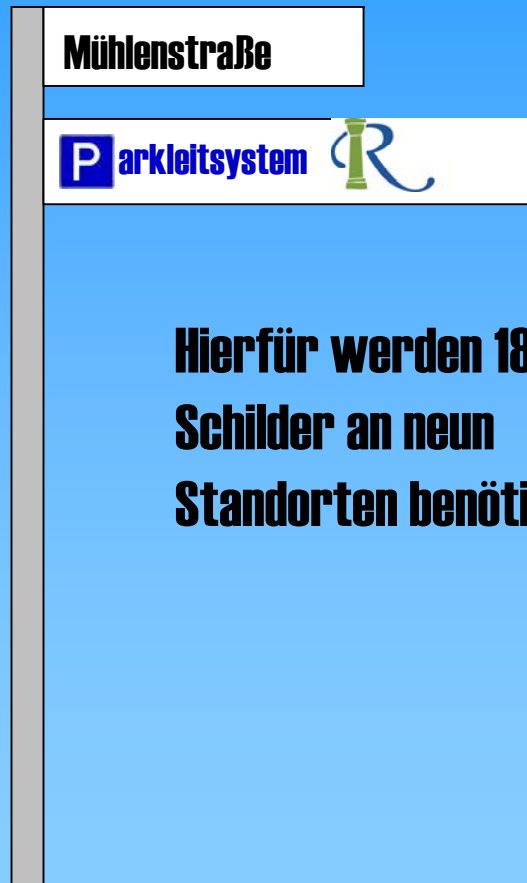 Mühlenstraße
Parkleitsystem R
Hierfür werden 18
Schilder an neun
Standorten benöti